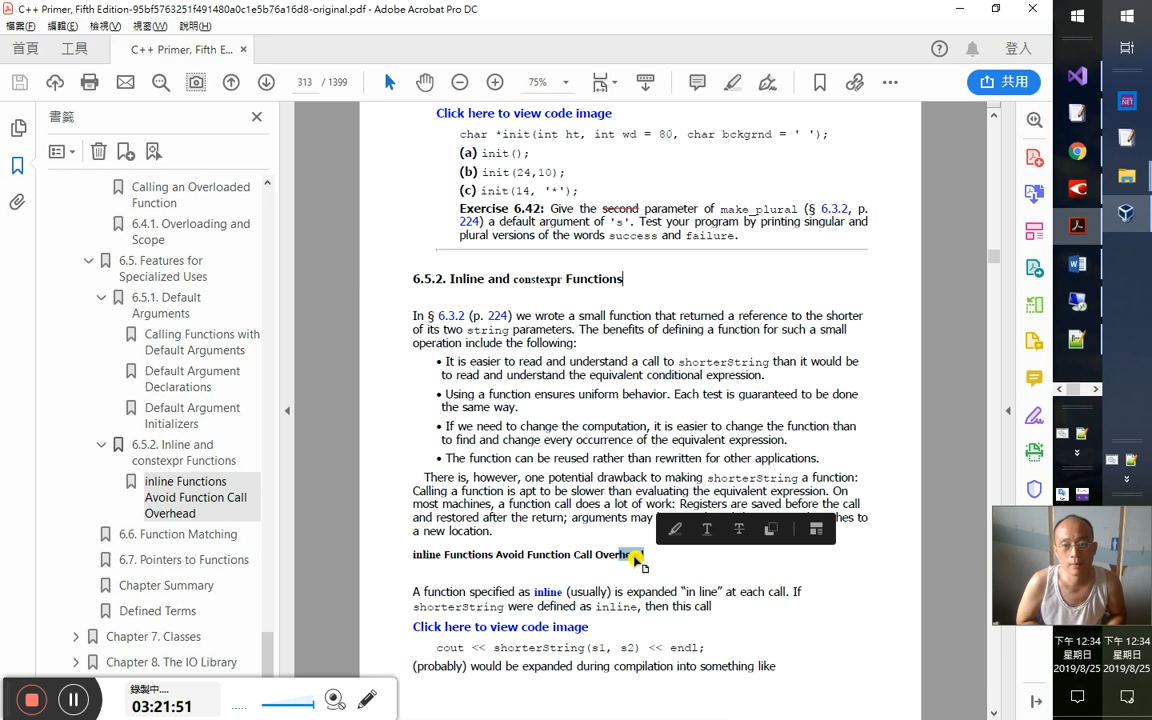 C++ Primer, Fifth Edition-95bf5763251f491480a0c1e5b76a16d8-original.pdf - Adobe Acrobat Pro DC
檔案(F) 編輯(E) 檢視(V) 視窗(W) 說明(H)
首頁 工具 C++ Primer, Fifth E... × 登入
313 / 1399 75% 共用
書籤
Calling an Overloaded
Function
6.4.1. Overloading and
Scope
6.5. Features for
Specialized Uses
6.5.1. Default
Arguments
Calling Functions with
Default Arguments
Default Argument
Declarations
Default Argument
Initializers
6.5.2. Inline and
constexpr Functions
inline Functions
Avoid Function Call
Overhead
6.6. Function Matching
6.7. Pointers to Functions
Chapter Summary
Defined Terms
Chapter 7. Classes
Chapter 8. The IO Library
Click here to view code image
char *init(int ht, int wd = 80, char bckgrnd = ' ');
(a) init();
(b) init(24,10);
(c) init(14, '*');
Exercise 6.42: Give the second parameter of make_plural (§ 6.3.2, p.
224) a default argument of 's'. Test your program by printing singular and
plural versions of the words success and failure.
6.5.2. Inline and constexpr Functions
In § 6.3.2 (p. 224) we wrote a small function that returned a reference to the shorter
of its two string parameters. The benefits of defining a function for such a small
operation include the following:
• It is easier to read and understand a call to shorterString than it would be
to read and understand the equivalent conditional expression.
• Using a function ensures uniform behavior. Each test is guaranteed to be done
the same way.
• If we need to change the computation, it is easier to change the function than
to find and change every occurrence of the equivalent expression.
• The function can be reused rather than rewritten for other applications.
There is, however, one potential drawback to making shorterString a function:
Calling a function is apt to be slower than evaluating the equivalent expression. On
most machines, a function call does a lot of work: Registers are saved before the call
and restored after the return; arguments may
hes to
a new location.
inline Functions Avoid Function Call Overhead
A function specified as inline (usually) is expanded “in line” at each call. If
shorterString were defined as inline, then this call
Click here to view code image
cout << shorterString(s1, s2) << endl;
(probably) would be expanded during compilation into something like
錄製中....
03:21:51
下午 12:34 下午 12:34
星期日 星期日
2019/8/25 2019/8/25